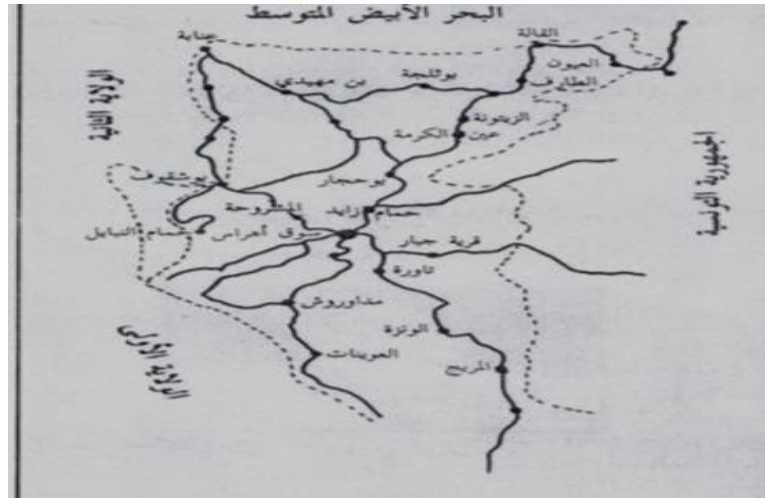 البحر الأبيض المتوسط
القالة
عنابة
العيون
الطارف
بوثلجة
بن مهيدي
الولاية الثانية
الزيتونة
عين الكرمة
الجمهورية التونسية
بوشقوف
بوحجار
حمام زايد
المشروحة
سوق أهراس
حمام النبايل
قرية جبار
تاورة
مداوروش
الونزة
الولاية الأولى
العوينات
المريج